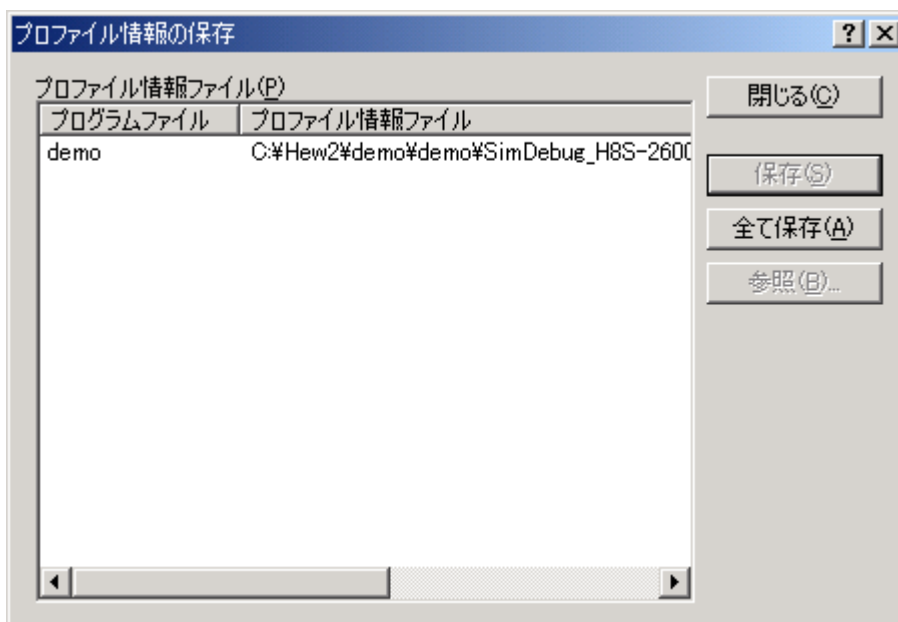 プロファイル情報の保存
プロファイル情報ファイル(P)
プログラムファイル プロファイル情報ファイル
demo C:¥Hew2¥demo¥demo¥SimDebug_H8S-2600
閉じる(C)
保存(S)
全て保存(A)
参照(B)...